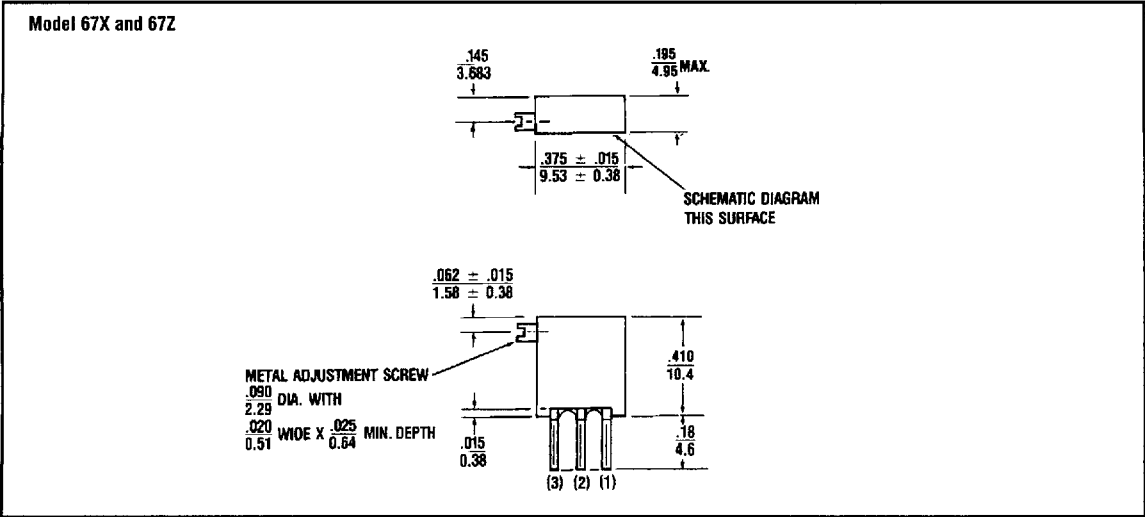 Model 67X and 67Z
.145
3.683
.195
4.95 MAX.
.375 ± .015
9.53 ± 0.38
SCHEMATIC DIAGRAM
THIS SURFACE
.062 ± .015
1.58 ± 0.38
METAL ADJUSTMENT SCREW
.090
2.29 DIA. WITH
.020
0.51 WIDE X .025
0.64 MIN. DEPTH
.410
10.4
.015
0.38
.18
4.6
(3) (2) (1)